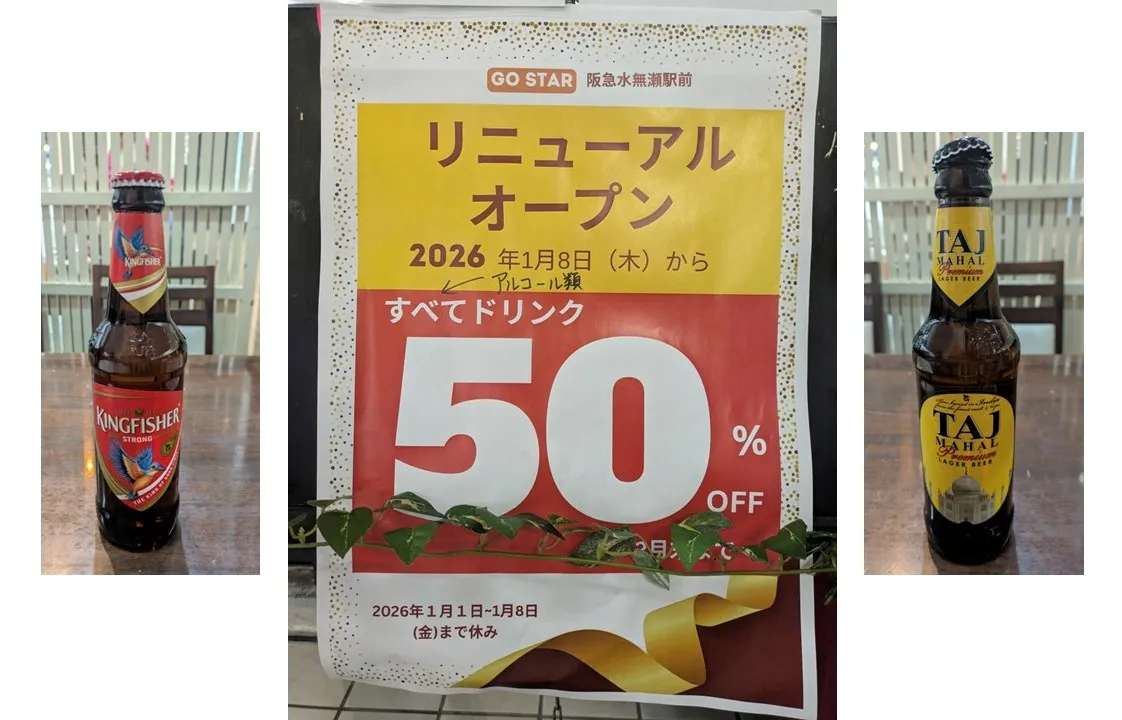 KINGFISHER
KINGFISHER
STRONG
GO STAR 阪急水無瀬駅前
リニューアル
オープン
2026 年1月8日（木）から
アルコール類
すべてドリンク
50
%
OFF
2026年１月１日~1月8日
(金)まで休み
TAJ
MAHAL
Premium
LAGER BEER
TAJ
MAHAL
Premium
LAGER BEER